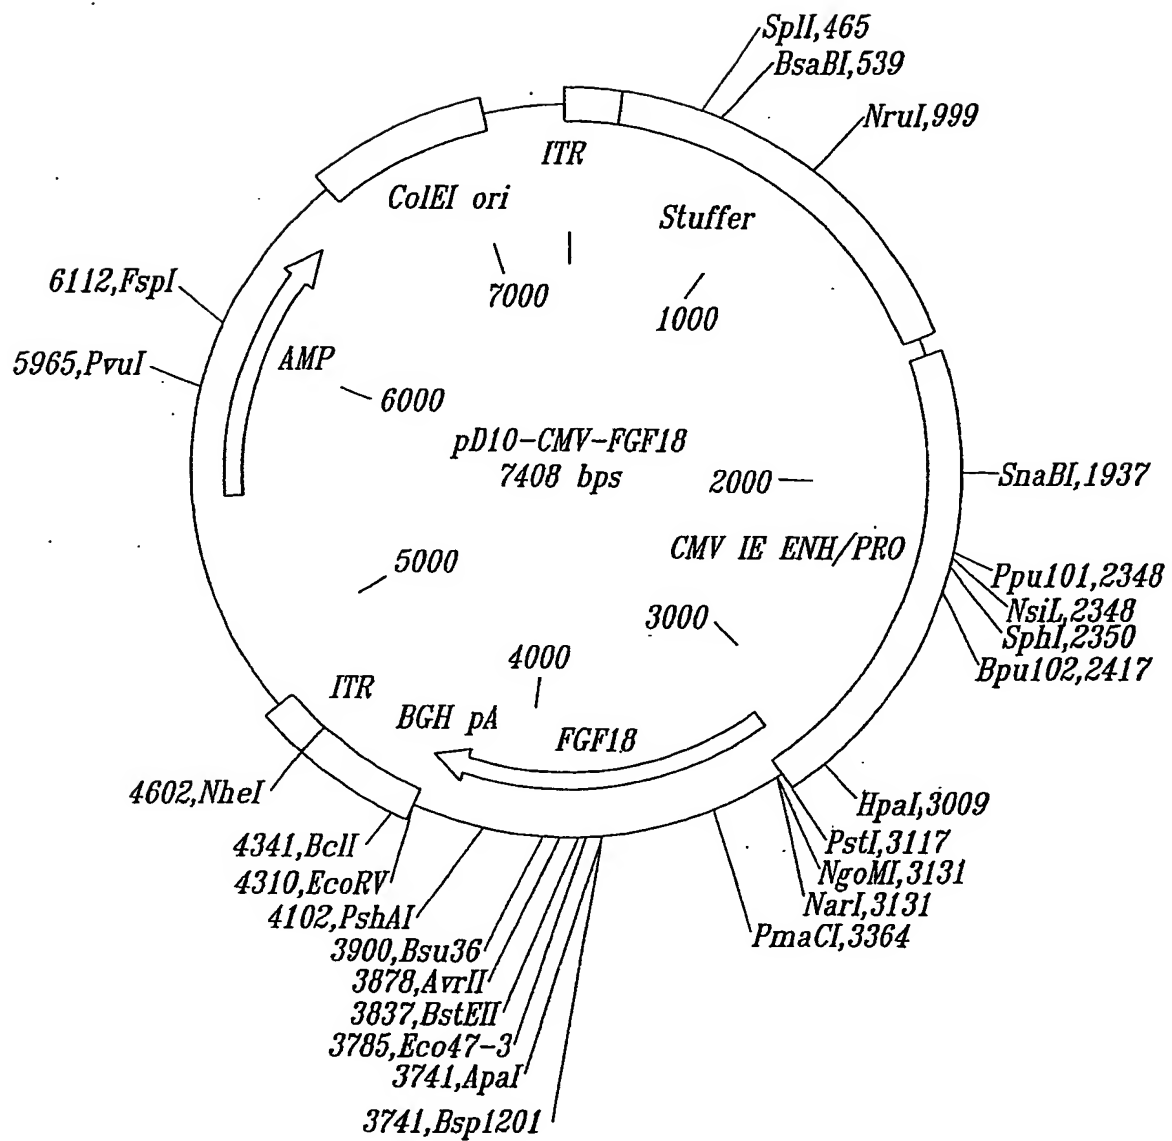 SplI,465
BsaBI,539
NruI,999
ITR
ColEI ori
Stuffer
6112,FspI
7000
1000
5965,PvuI
AMP
6000
pD10-CMV-FGF18
7408 bps
2000
SnaBI,1937
CMV IE ENH/PRO
5000
Ppu101,2348
NsiL,2348
SphI,2350
Bpu102,2417
3000
4000
ITR
BGH pA
FGF18
4602,NheI
HpaI,3009
4341,BclI
PstI,3117
4310,EcoRV
NgoMI,3131
4102,PshAI
NarI,3131
3900,Bsu36
PmaCI,3364
3878,AvrII
3837,BstEII
3785,Eco47-3
3741,ApaI
3741,Bsp1201